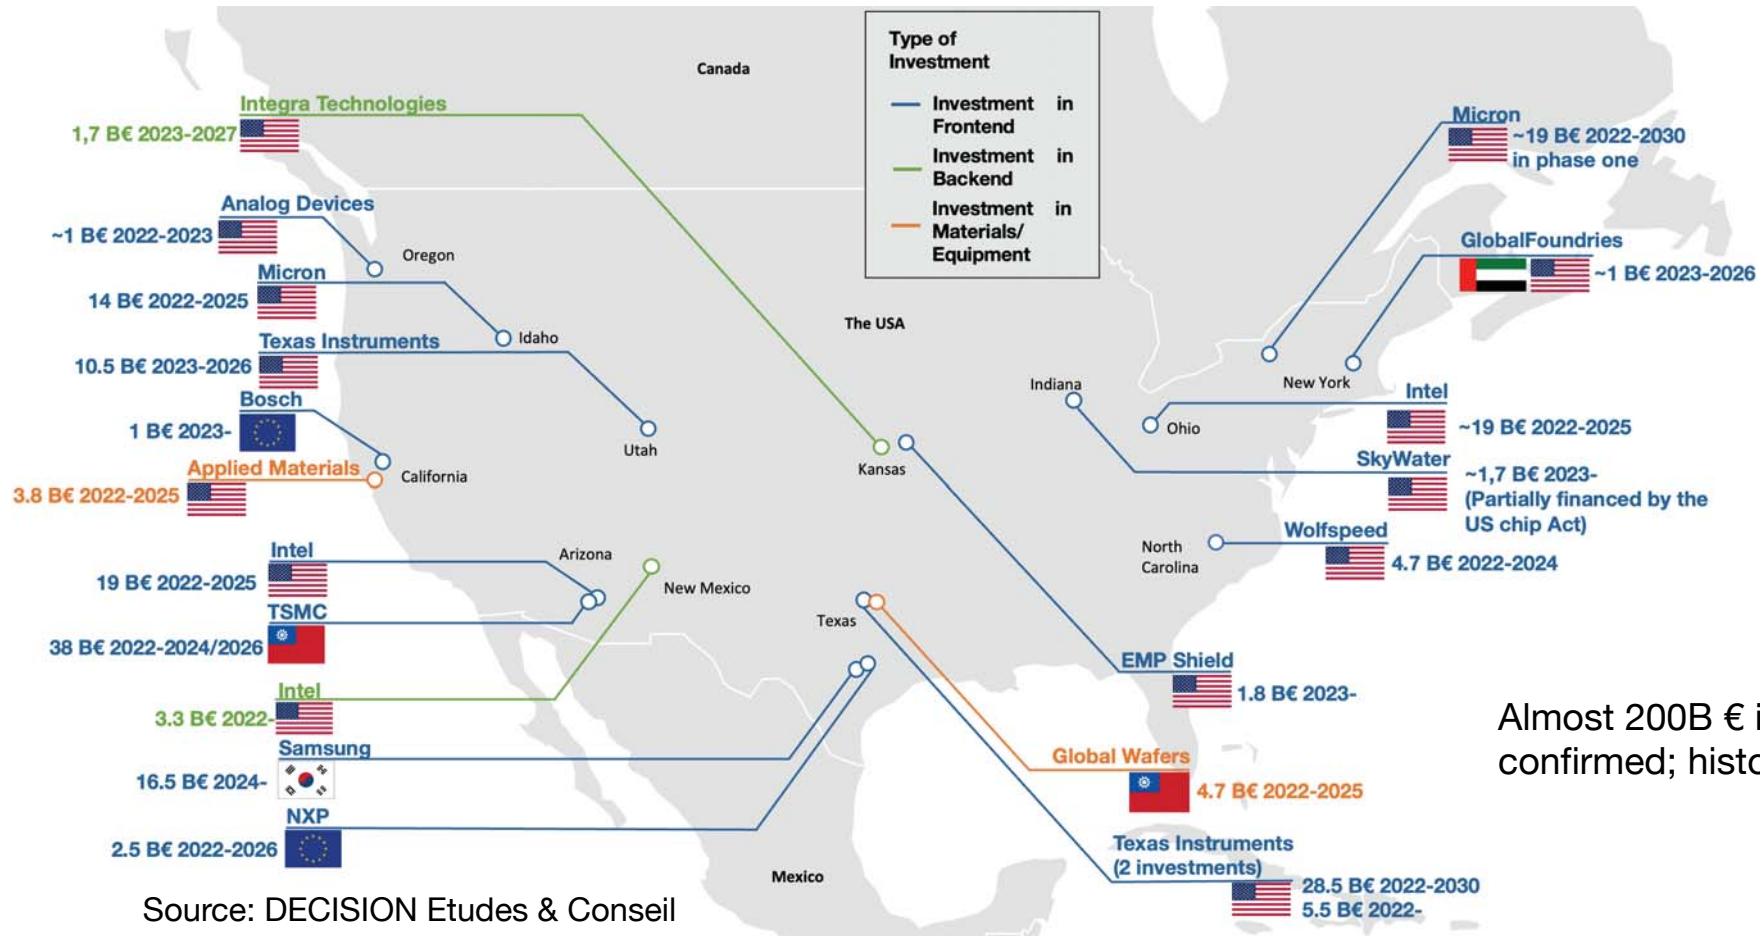 Canada
Type of
Investment
Investment in
Frontend
Investment in
Backend
Investment in
Materials/
Equipment
Integra Technologies
1,7 B€ 2023-2027
Analog Devices
~1 B€ 2022-2023
Oregon
Micron
14 B€ 2022-2025
Idaho
Texas Instruments
10.5 B€ 2023-2026
Utah
Bosch
1 B€ 2023-
Applied Materials
3.8 B€ 2022-2025
California
Intel
19 B€ 2022-2025
Arizona
TSMC
38 B€ 2022-2024/2026
New Mexico
Intel
3.3 B€ 2022-
Samsung
16.5 B€ 2024-
NXP
2.5 B€ 2022-2026
The USA
Kansas
Texas
Mexico
Micron
~19 B€ 2022-2030
in phase one
GlobalFoundries
~1 B€ 2023-2026
New York
Indiana
Ohio
Intel
~19 B€ 2022-2025
SkyWater
~1,7 B€ 2023-
(Partially financed by the
US chip Act)
North
Carolina
Wolfspeed
4.7 B€ 2022-2024
EMP Shield
1.8 B€ 2023-
Global Wafers
4.7 B€ 2022-2025
Texas Instruments
(2 investments)
28.5 B€ 2022-2030
5.5 B€ 2022-
Almost 200B €
confirmed;
Source: DECISION Etudes & Conseil